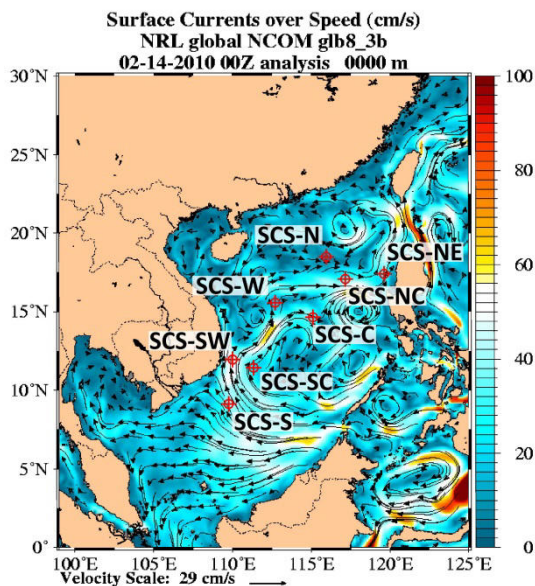 Surface Currents over Speed (cm/s)
NRL global NCOM glb8_3b
02-14-2010 00Z analysis 0000 m
30°N
100
25°N
80
SCS-N
20°N
SCS-NE
60
SCS-W
SCS-NC
15°N
SCS-C
SCS-SW
40
10°N
SCS-SC
SCS-S
5°N
20
0°
0
100°E 105°E 110°E 115°E 120°E 125°E
Velocity Scale: 29 cm/s